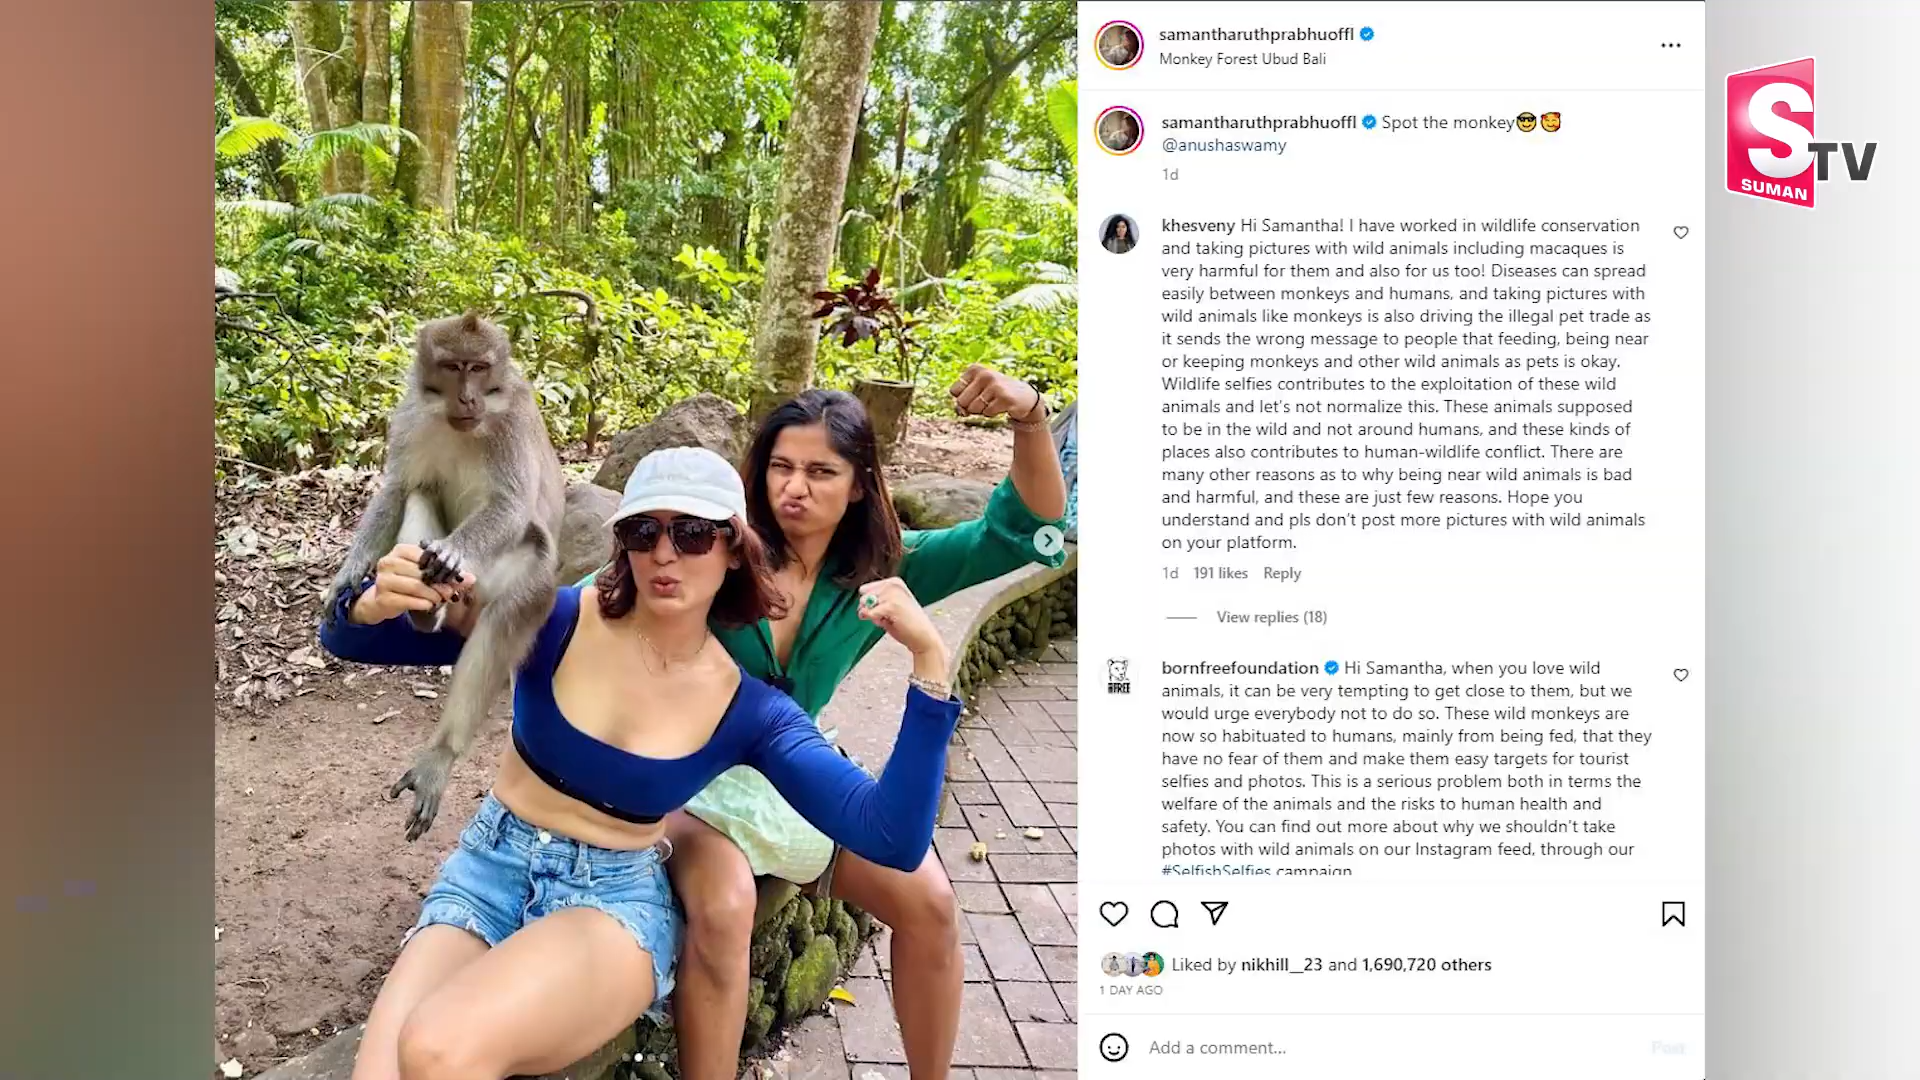 samantharuthprabhuoffl
Monkey Forest Ubud Bali
samantharuthprabhuoffl Spot the monkey😎🥰
@anushaswamy
1d
khesveny Hi Samantha! I have worked in wildlife conservation
and taking pictures with wild animals including macaques is
very harmful for them and also for us too! Diseases can spread
easily between monkeys and humans, and taking pictures with
wild animals like monkeys is also driving the illegal pet trade as
it sends the wrong message to people that feeding, being near
or keeping monkeys and other wild animals as pets is okay.
Wildlife selfies contributes to the exploitation of these wild
animals and let's not normalize this. These animals supposed
to be in the wild and not around humans, and these kinds of
places also contributes to human-wildlife conflict. There are
many other reasons as to why being near wild animals is bad
and harmful, and these are just few reasons. Hope you
understand and pls don't post more pictures with wild animals
on your platform.
1d 191 likes Reply
View replies (18)
bornfreefoundation Hi Samantha, when you love wild
animals, it can be very tempting to get close to them, but we
would urge everybody not to do so. These wild monkeys are
now so habituated to humans, mainly from being fed, that they
have no fear of them and make them easy targets for tourist
selfies and photos. This is a serious problem both in terms the
welfare of the animals and the risks to human health and
safety. You can find out more about why we shouldn't take
photos with wild animals on our Instagram feed, through our
#SelfishSelfies campaign
Liked by nikhill__23 and 1,690,720 others
1 DAY AGO
Add a comment...
Post
S TV
SUMAN